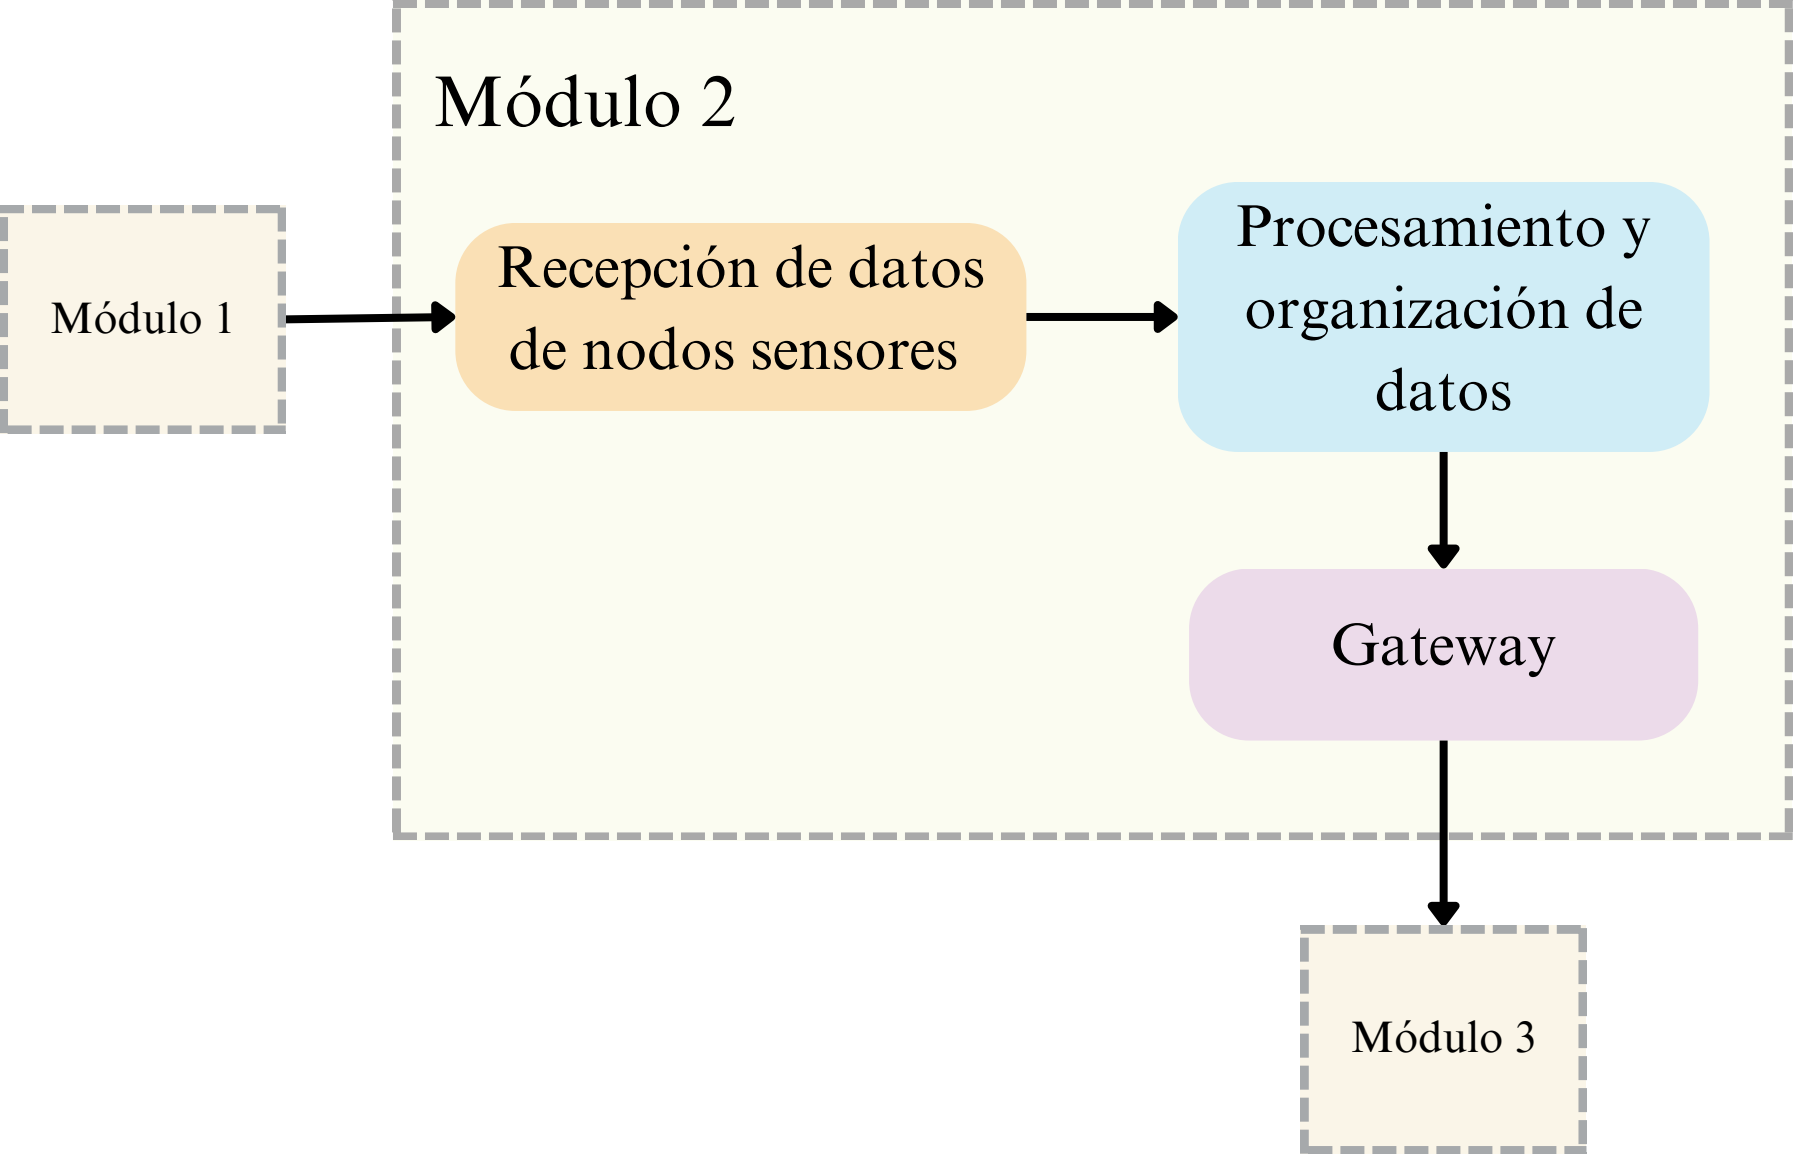 Módulo 2
Módulo 1
Recepción de datos
de nodos sensores
Procesamiento y
organización de
datos
Gateway
Módulo 3